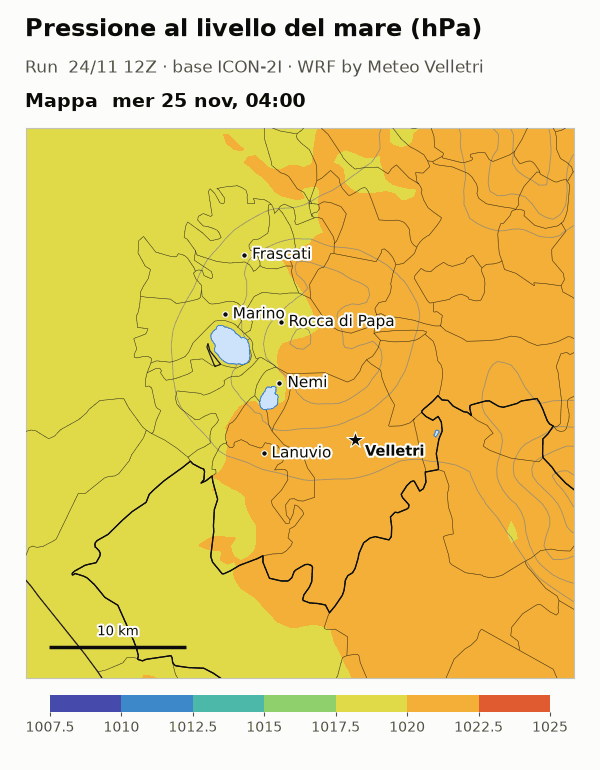 Pressione al livello del mare (hPa)
Run  24/11 12Z · base ICON-2I · WRF by Meteo Velletri
Mappa  mer 25 nov, 04:00
Frascati
Marino
Rocca di Papa
Nemi
Velletri
Lanuvio
10 km
1007.5 1010 1012.5 1015 1017.5 1020 1022.5 1025